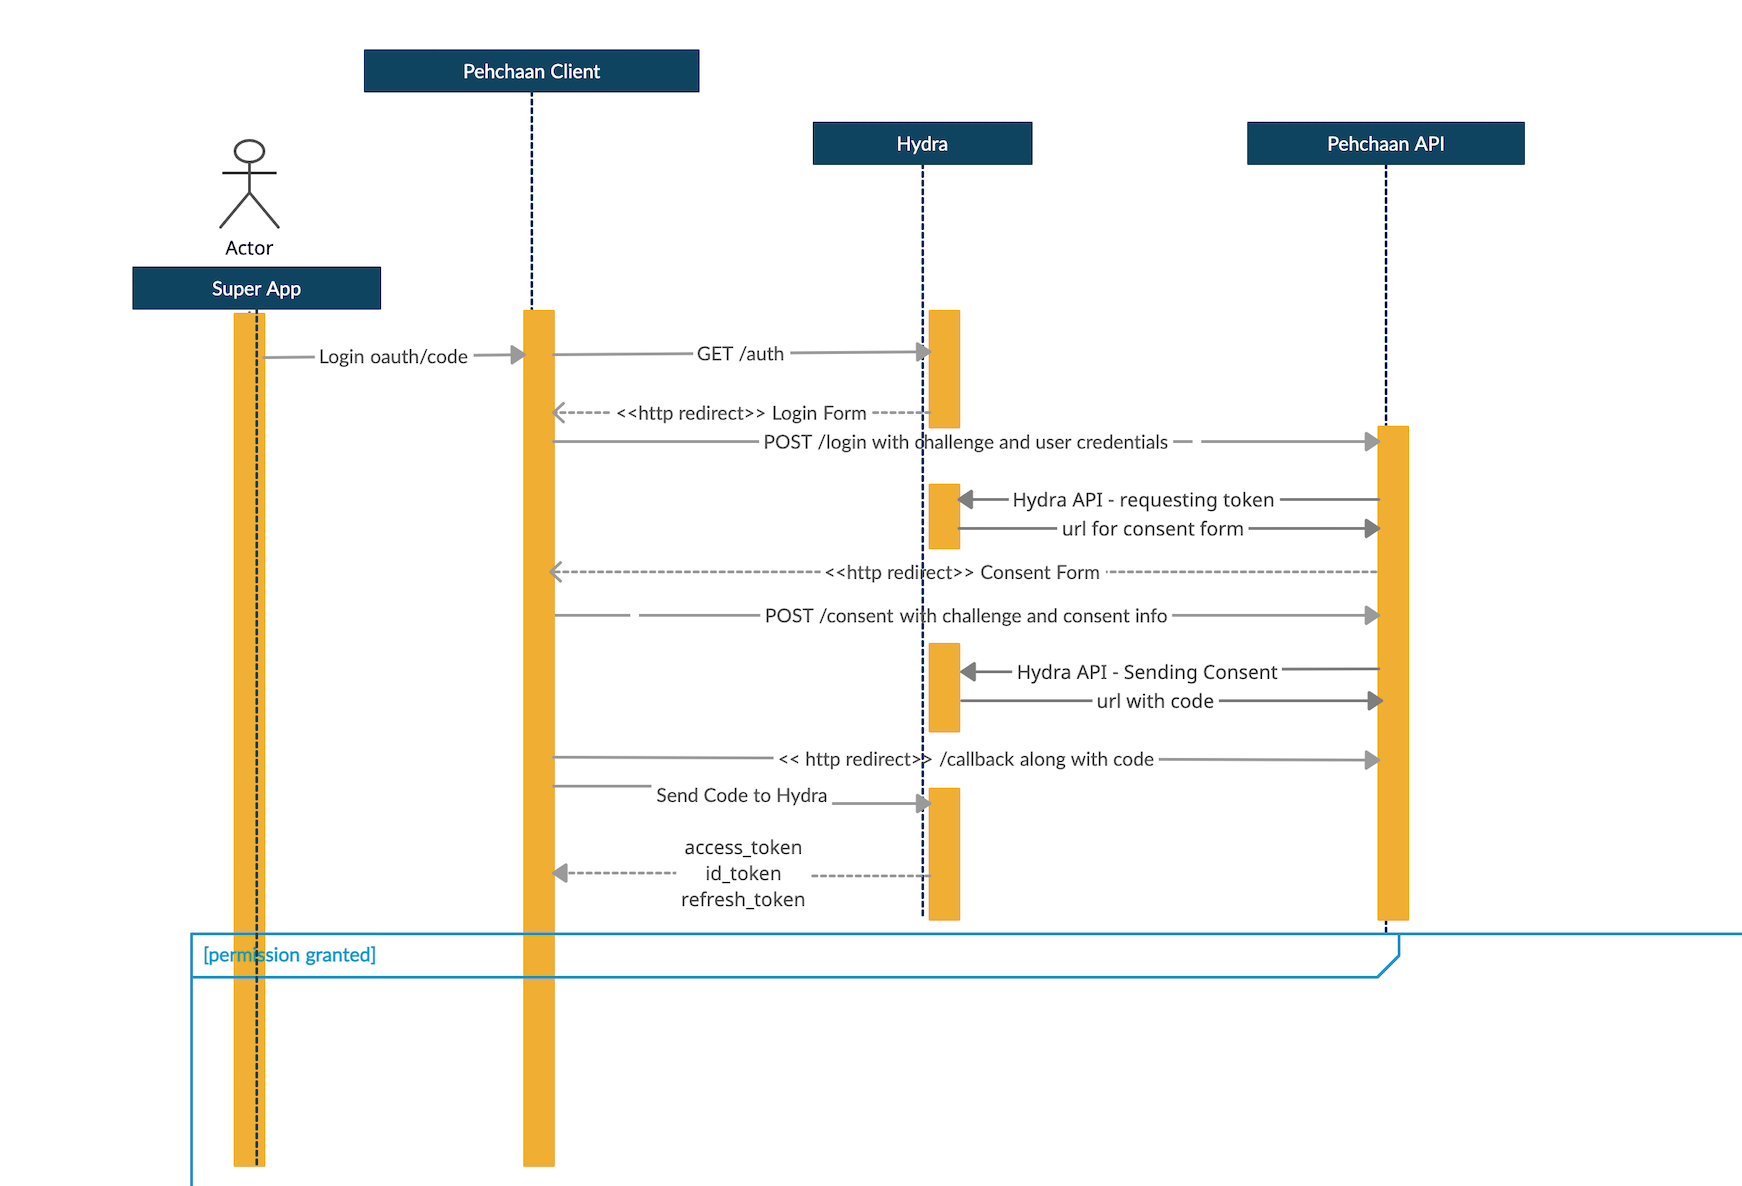 Pehchaan Client
Hydra
Pehchaan API
Actor
Super App
Login oauth/code
GET /auth
<<http redirect>> Login Form
POST /login with challenge and user credentials
Hydra API - requesting token
url for consent form
<<http redirect>> Consent Form
POST /consent with challenge and consent info
Hydra API - Sending Consent
url with code
<< http redirect>> /callback along with code
Send Code to Hydra
access_token
id_token
refresh_token
[permission granted]